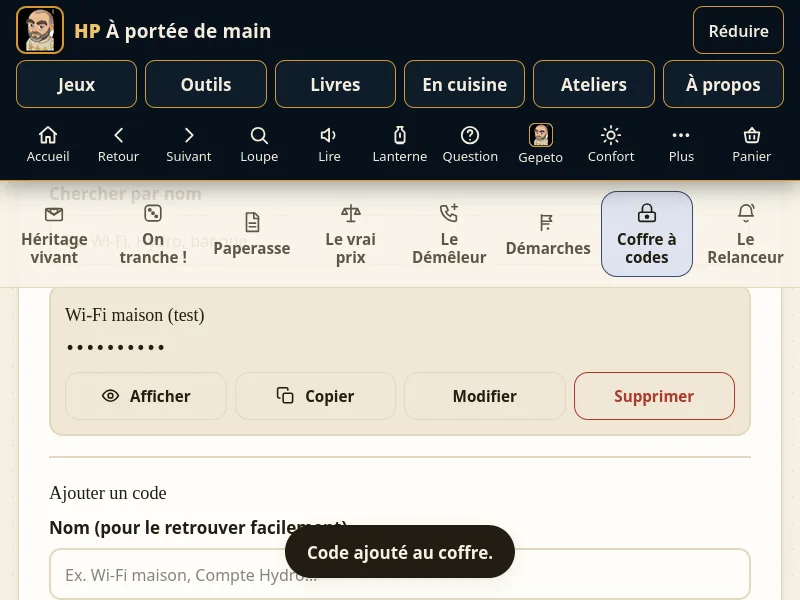 HP À portée de main
Réduire
Jeux
Outils
Livres
En cuisine
Ateliers
À propos
Accueil
Retour
Suivant
Loupe
Lire
Lanterne
Question
Gepeto
Confort
Plus
Panier
Chercher par nom
Héritage
vivant
On
tranche !
Paperasse
Le vrai
prix
Le
Démêleur
Démarches
Coffre à
codes
Le
Relanceur
Wi-Fi maison (test)
••••••••••
Afficher
Copier
Modifier
Supprimer
Ajouter un code
Nom (pour le retrouver facilement)
Ex. Wi-Fi maison, Compte Hydro...
Code ajouté au coffre.